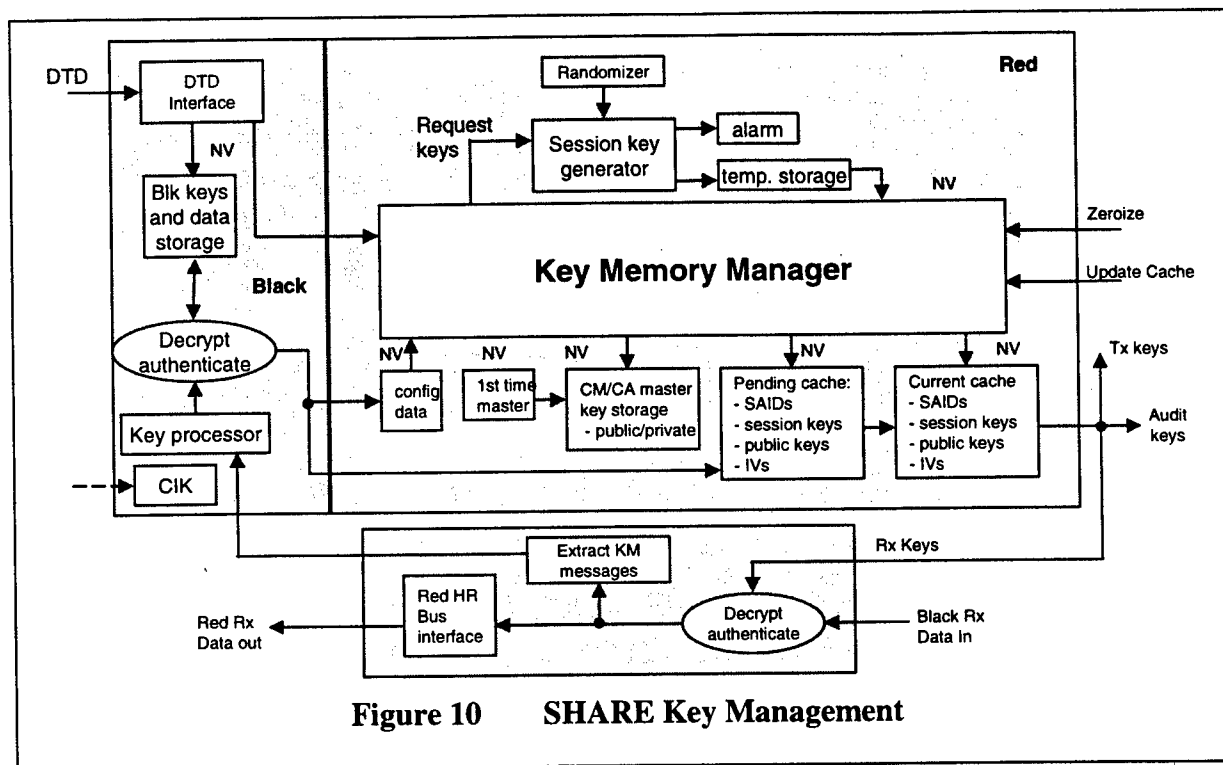 DTD
DTD
Interface
NV
Blk keys
and data
storage
Black
Decrypt
authenticate
Key processor
CIK
Red
Randomizer
Request
keys
Session key
generator
alarm
temp. storage
NV
Key Memory Manager
Zeroize
Update Cache
NV
config
data
NV
1st time
master
NV
CM/CA master
key storage
- public/private
NV
Pending cache:
- SAIDs
- session keys
- public keys
- IVs
NV
Current cache
- SAIDs
- session keys
- public keys
- IVs
Tx keys
Audit
keys
Rx Keys
Extract KM
messages
Red HR
Bus
interface
Decrypt
authenticate
Red Rx
Data out
Black Rx
Data in
Figure 10 SHARE Key Management